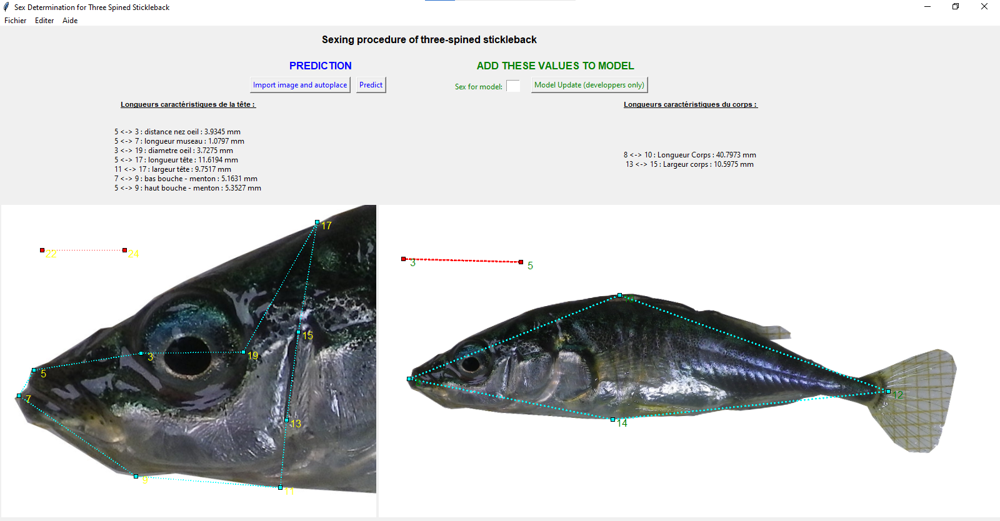 Sex Determination for Three Spined Stickleback
Fichier Editer Aide
Sexing procedure of three-spined stickleback
PREDICTION
ADD THESE VALUES TO MODEL
Import image and autoplace
Predict
Sex for model:
Model Update (developpers only)
Longueurs caractéristiques de la tête :
Longueurs caractéristiques du corps :
5 <-> 3 : distance nez oeil : 3.9345 mm
5 <-> 7 : longueur museau : 1.0797 mm
3 <-> 19 : diametre oeil : 3.7275 mm
5 <-> 17 : longueur tête : 11.6194 mm
11 <-> 17 : largeur tête : 9.7517 mm
7 <-> 9 : bas bouche - menton : 5.1631 mm
5 <-> 9 : haut bouche - menton : 5.3527 mm
8 <-> 10 : Longueur Corps : 40.7973 mm
13 <-> 15 : Largeur corps : 10.5975 mm
17
22
24
15
3
19
5
7
13
9
11
3
5
12
14